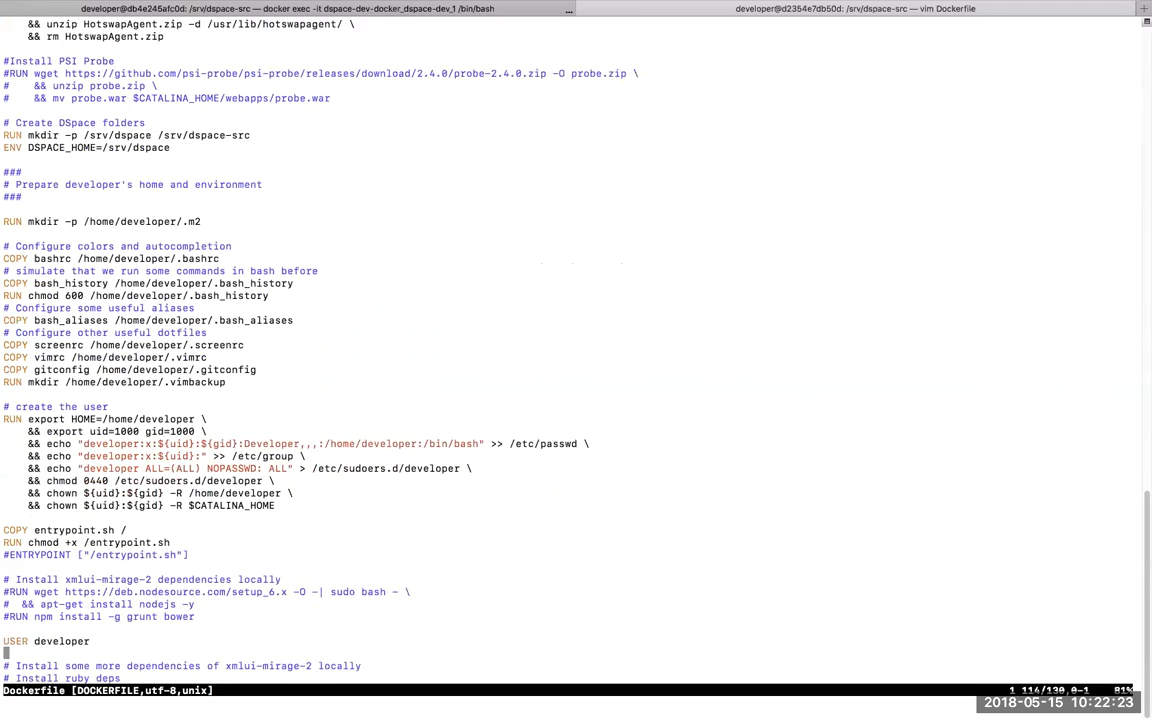 developer@db4e245afc0d: /srv/dspace-src — docker exec -it dspace-dev-docker_dspace-dev_1 /bin/bash
...
developer@d2354e7db50d: /srv/dspace-src — vim Dockerfile
+
&& unzip HotswapAgent.zip -d /usr/lib/hotswapagent/ \
&& rm HotswapAgent.zip
#Install PSI Probe
#RUN wget https://github.com/psi-probe/psi-probe/releases/download/2.4.0/probe-2.4.0.zip -O probe.zip \
# && unzip probe.zip \
# && mv probe.war $CATALINA_HOME/webapps/probe.war
# Create DSpace folders
RUN mkdir -p /srv/dspace /srv/dspace-src
ENV DSPACE_HOME=/srv/dspace
###
# Prepare developer's home and environment
###
RUN mkdir -p /home/developer/.m2
# Configure colors and autocompletion
COPY bashrc /home/developer/.bashrc
# simulate that we run some commands in bash before
COPY bash_history /home/developer/.bash_history
RUN chmod 600 /home/developer/.bash_history
# Configure some useful aliases
COPY bash_aliases /home/developer/.bash_aliases
# Configure other useful dotfiles
COPY screenrc /home/developer/.screenrc
COPY vimrc /home/developer/.vimrc
COPY gitconfig /home/developer/.gitconfig
RUN mkdir /home/developer/.vimbackup
# create the user
RUN export HOME=/home/developer \
&& export uid=1000 gid=1000 \
&& echo "developer:x:${uid}:${gid}:Developer,,,:/home/developer:/bin/bash" >> /etc/passwd \
&& echo "developer:x:${uid}:" >> /etc/group \
&& echo "developer ALL=(ALL) NOPASSWD: ALL" > /etc/sudoers.d/developer \
&& chmod 0440 /etc/sudoers.d/developer \
&& chown ${uid}:${gid} -R /home/developer \
&& chown ${uid}:${gid} -R $CATALINA_HOME
COPY entrypoint.sh /
RUN chmod +x /entrypoint.sh
#ENTRYPOINT ["/entrypoint.sh"]
# Install xmlui-mirage-2 dependencies locally
#RUN wget https://deb.nodesource.com/setup_6.x -O -| sudo bash - \
# && apt-get install nodejs -y
#RUN npm install -g grunt bower
USER developer
# Install some more dependencies of xmlui-mirage-2 locally
# Install ruby deps
Dockerfile [DOCKERFILE,utf-8,unix] 1 114/139,0-1 81%
2018-05-15 10:22:23